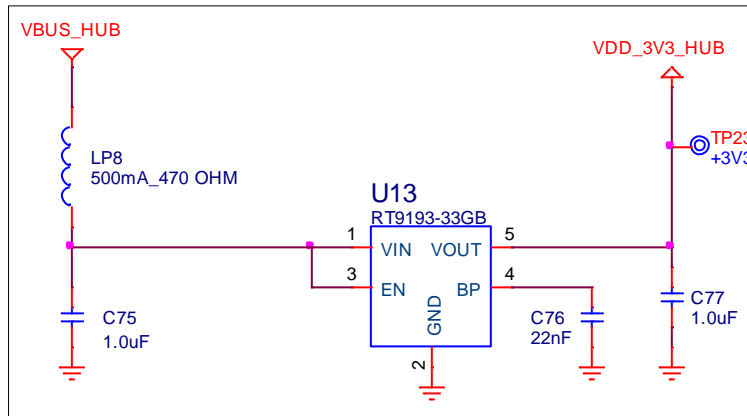 VBUS_HUB
VDD_3V3_HUB
TP23
+3V3
LP8
500mA_470 OHM
U13
RT9193-33GB
1
VIN
VOUT
5
3
EN
BP
4
GND
2
C75
1.0uF
C76
22nF
C77
1.0uF